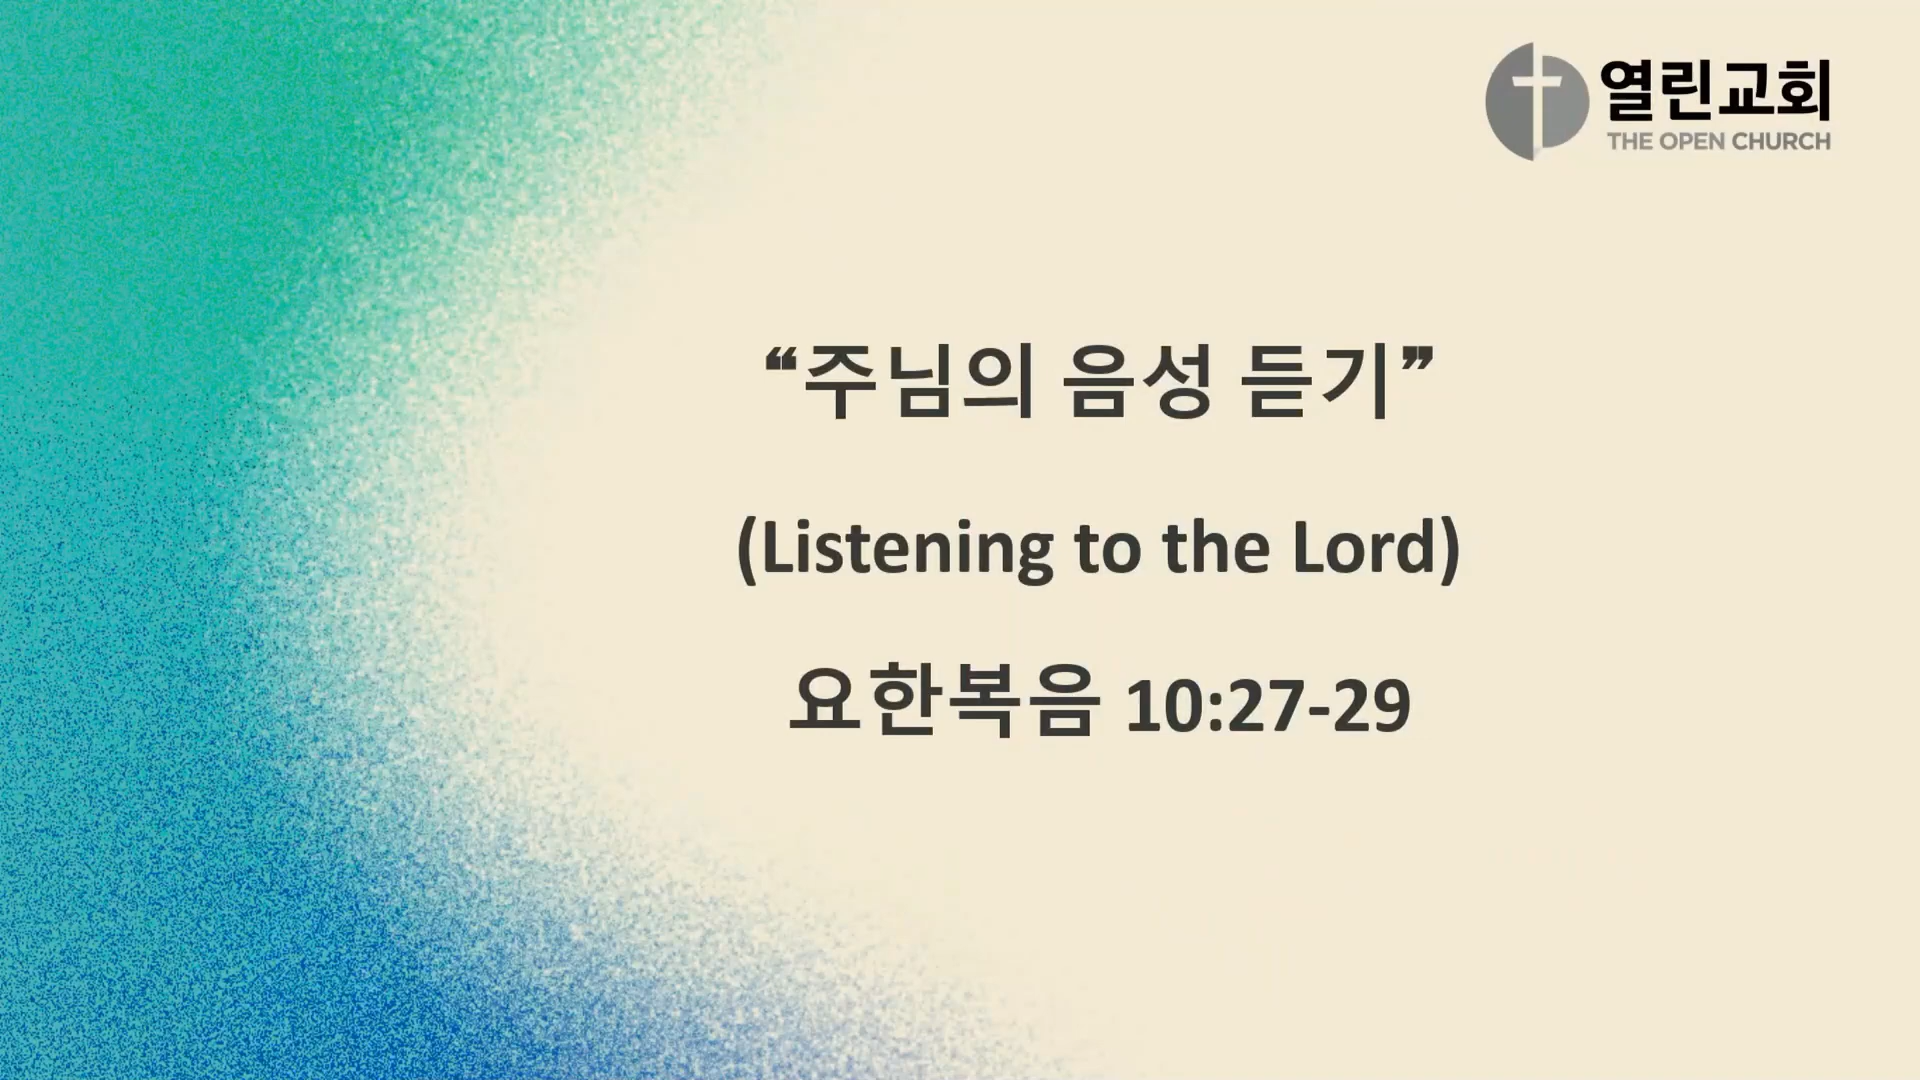 열린교회
THE OPEN CHURCH
“주님의 음성 듣기”
(Listening to the Lord)
요한복음 10:27-29